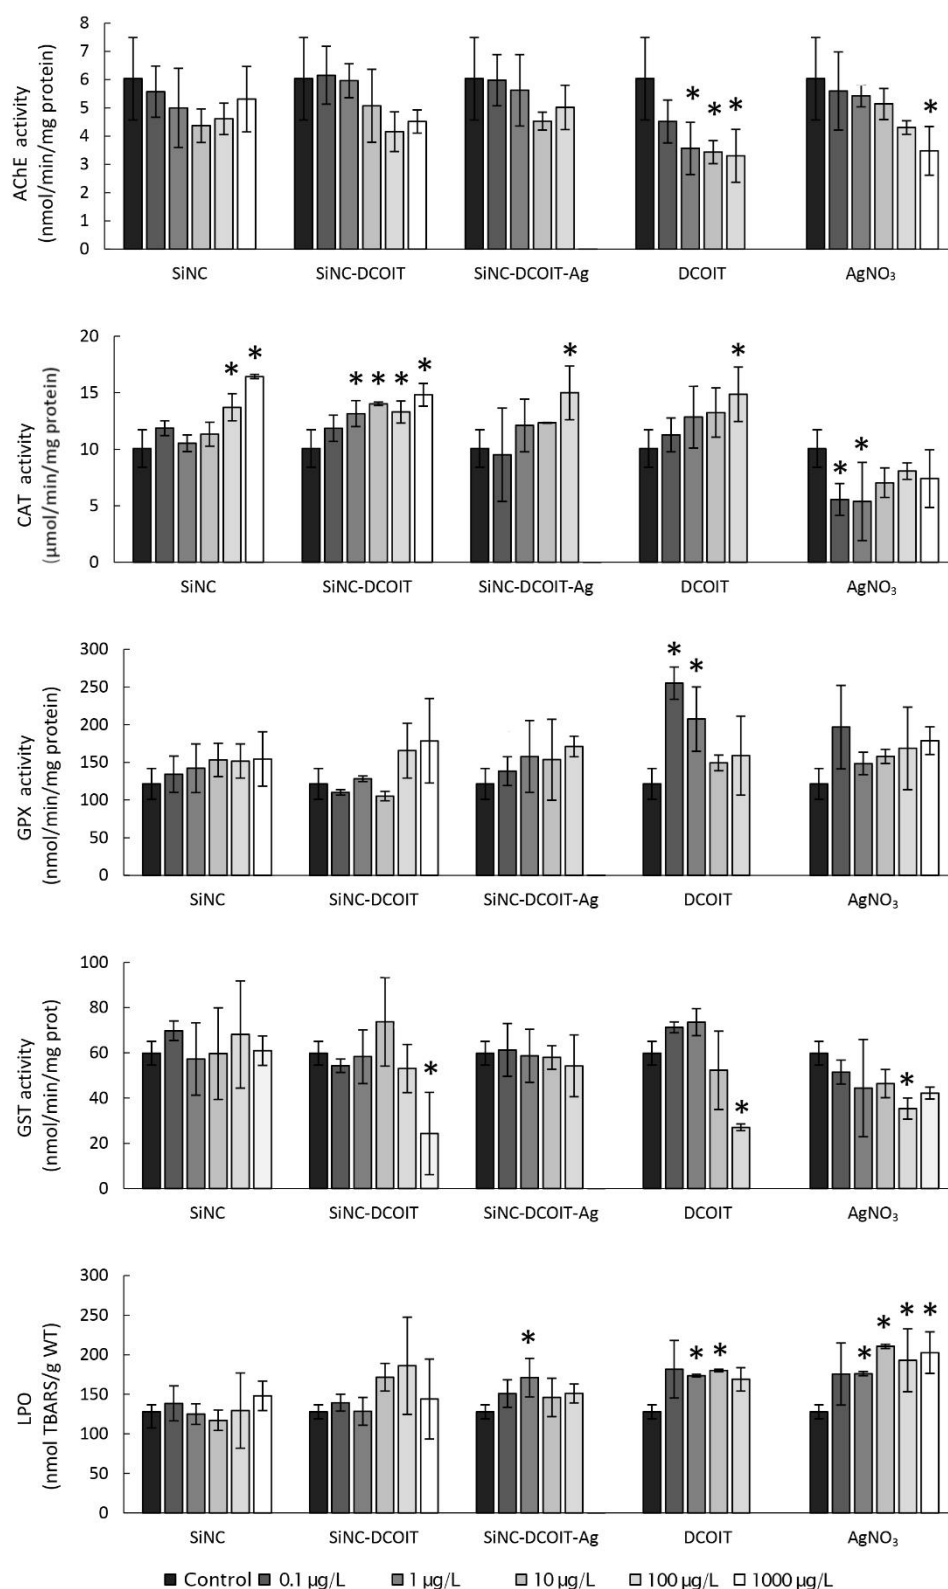 8
7
6
5
4
3
2
1
0
AChE activity
(nmol/min/mg protein)
* * *
*
SiNC SiNC-DCOIT SiNC-DCOIT-Ag DCOIT AgNO₃
20
15
10
5
0
CAT activity
(µmol/min/mg protein)
* *
* * * *
*
*
* *
SiNC SiNC-DCOIT SiNC-DCOIT-Ag DCOIT AgNO₃
300
250
200
150
100
50
0
GPX activity
(nmol/min/mg protein)
* *
SiNC SiNC-DCOIT SiNC-DCOIT-Ag DCOIT AgNO₃
100
80
60
40
20
0
GST activity
(nmol/min/mg prot)
*
*
*
SiNC SiNC-DCOIT SiNC-DCOIT-Ag DCOIT AgNO₃
300
250
200
150
100
50
0
LPO
(nmol TBARS/g WT)
*
* *
* * * *
SiNC SiNC-DCOIT SiNC-DCOIT-Ag DCOIT AgNO₃
Control 0.1 µg/L 1 µg/L 10 µg/L 100 µg/L 1000 µg/L